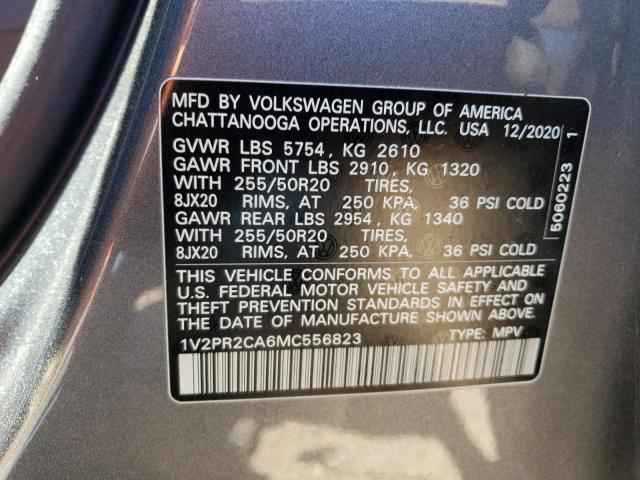 MFD BY VOLKSWAGEN GROUP OF AMERICA
CHATTANOOGA OPERATIONS, LLC. USA 12/2020
GVWR LBS 5754, KG 2610
GAWR FRONT LBS 2910, KG 1320
WITH 255/50R20 TIRES,
8JX20 RIMS, AT 250 KPA, 36 PSI COLD
GAWR REAR LBS 2954, KG 1340
WITH 255/50R20 TIRES,
8JX20 RIMS, AT 250 KPA, 36 PSI COLD
THIS VEHICLE CONFORMS TO ALL APPLICABLE
U.S. FEDERAL MOTOR VEHICLE SAFETY AND
THEFT PREVENTION STANDARDS IN EFFECT ON
THE DATE OF MANUFACTURE SHOWN ABOVE.
1V2PR2CA6MC556823 TYPE: MPV
5060223 1